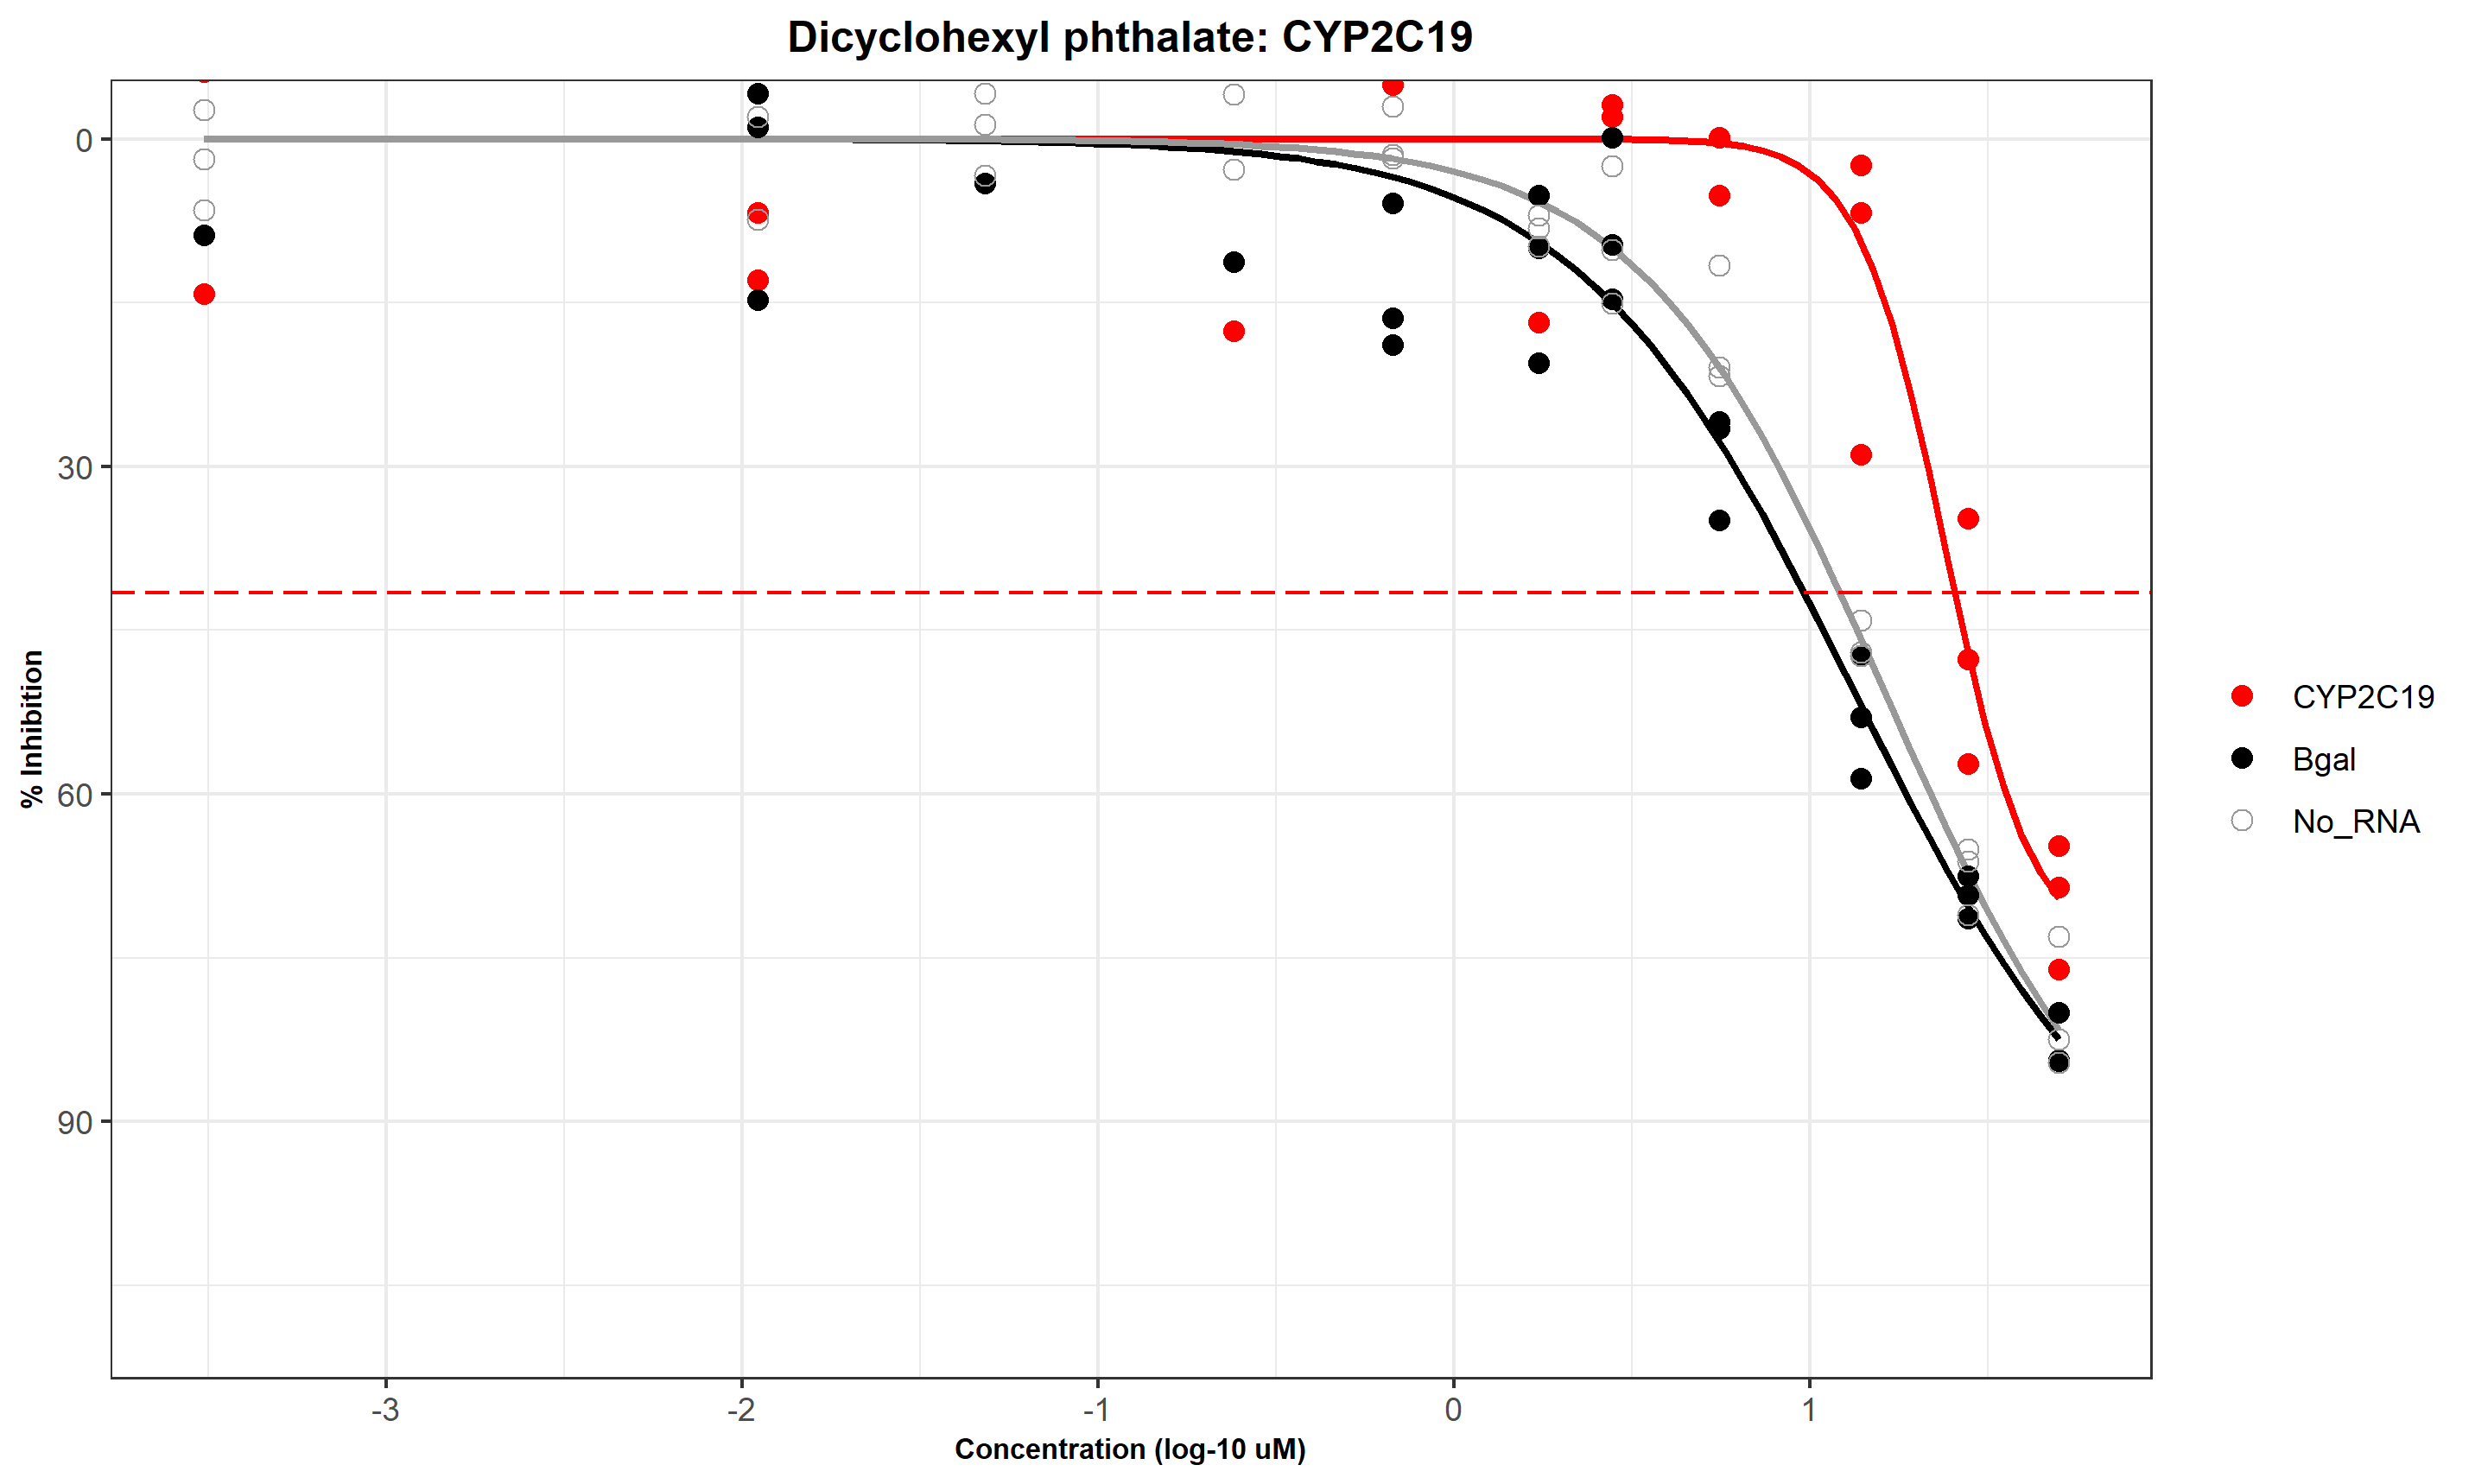 Dicyclohexyl phthalate: CYP2C19
0
30
60
90
% Inhibition
-3
-2
-1
0
1
Concentration (log-10 uM)
CYP2C19
Bgal
No_RNA